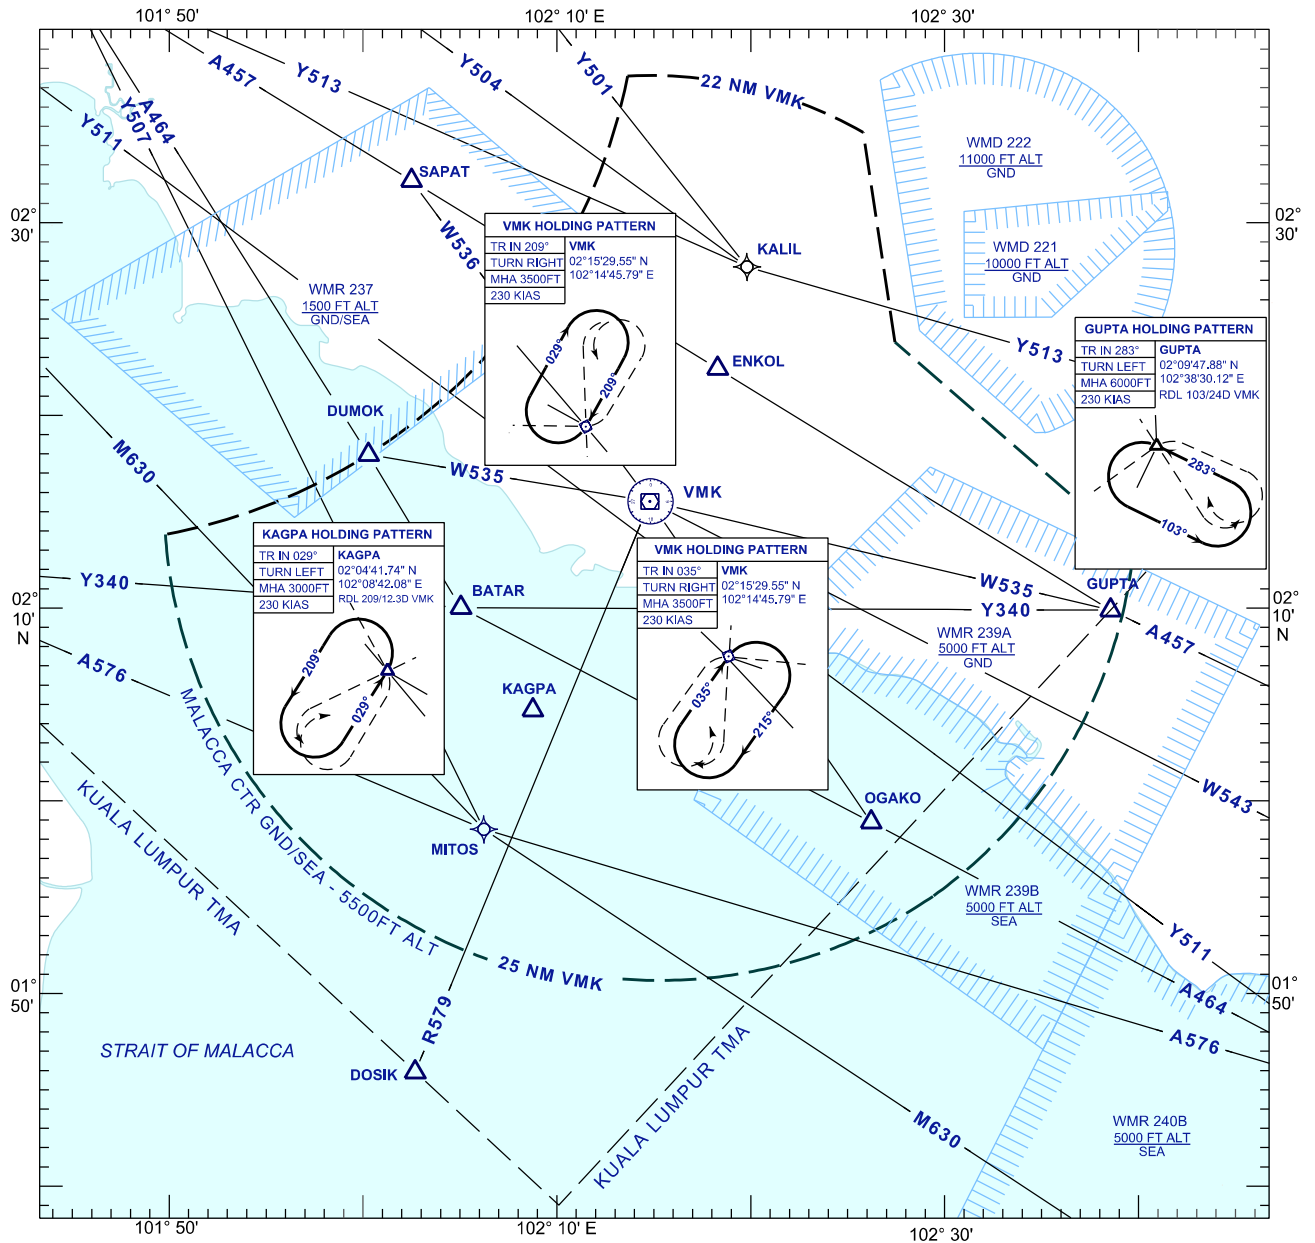 101° 50'
102° 10' E
102° 30'
Y504
Y501
A457
Y513
22 NM VMK
A464
Y507
Y511
WMD 222
11000 FT ALT
GND
SAPAT
02°
30'
02°
30'
W536
VMK HOLDING PATTERN
TR IN 209°
TURN RIGHT
MHA 3500FT
230 KIAS
VMK
02°15'29.55" N
102°14'45.79" E
029°
209°
KALIL
WMD 221
10000 FT ALT
GND
WMR 237
1500 FT ALT
GND/SEA
Y513
GUPTA HOLDING PATTERN
TR IN 283°
TURN LEFT
MHA 6000FT
230 KIAS
GUPTA
02°09'47.88" N
102°38'30.12" E
RDL 103/24D VMK
283°
103°
ENKOL
DUMOK
M630
W535
VMK
KAGPA HOLDING PATTERN
TR IN 029°
TURN LEFT
MHA 3000FT
230 KIAS
KAGPA
02°04'41.74" N
102°08'42.08" E
RDL 209/12.3D VMK
209°
029°
VMK HOLDING PATTERN
TR IN 035°
TURN RIGHT
MHA 3500FT
230 KIAS
VMK
02°15'29.55" N
102°14'45.79" E
035°
215°
Y340
BATAR
W535
GUPTA
Y340
02°
10'
N
02°
10'
N
WMR 239A
5000 FT ALT
GND
A457
A576
KAGPA
MALACCA CTR GND/SEA - 5500FT ALT
KUALA LUMPUR TMA
W543
OGAKO
MITOS
WMR 239B
5000 FT ALT
SEA
Y511
25 NM VMK
01°
50'
01°
50'
A464
R579
A576
STRAIT OF MALACCA
DOSIK
KUALA LUMPUR TMA
M630
WMR 240B
5000 FT ALT
SEA
101° 50'
102° 10' E
102° 30'